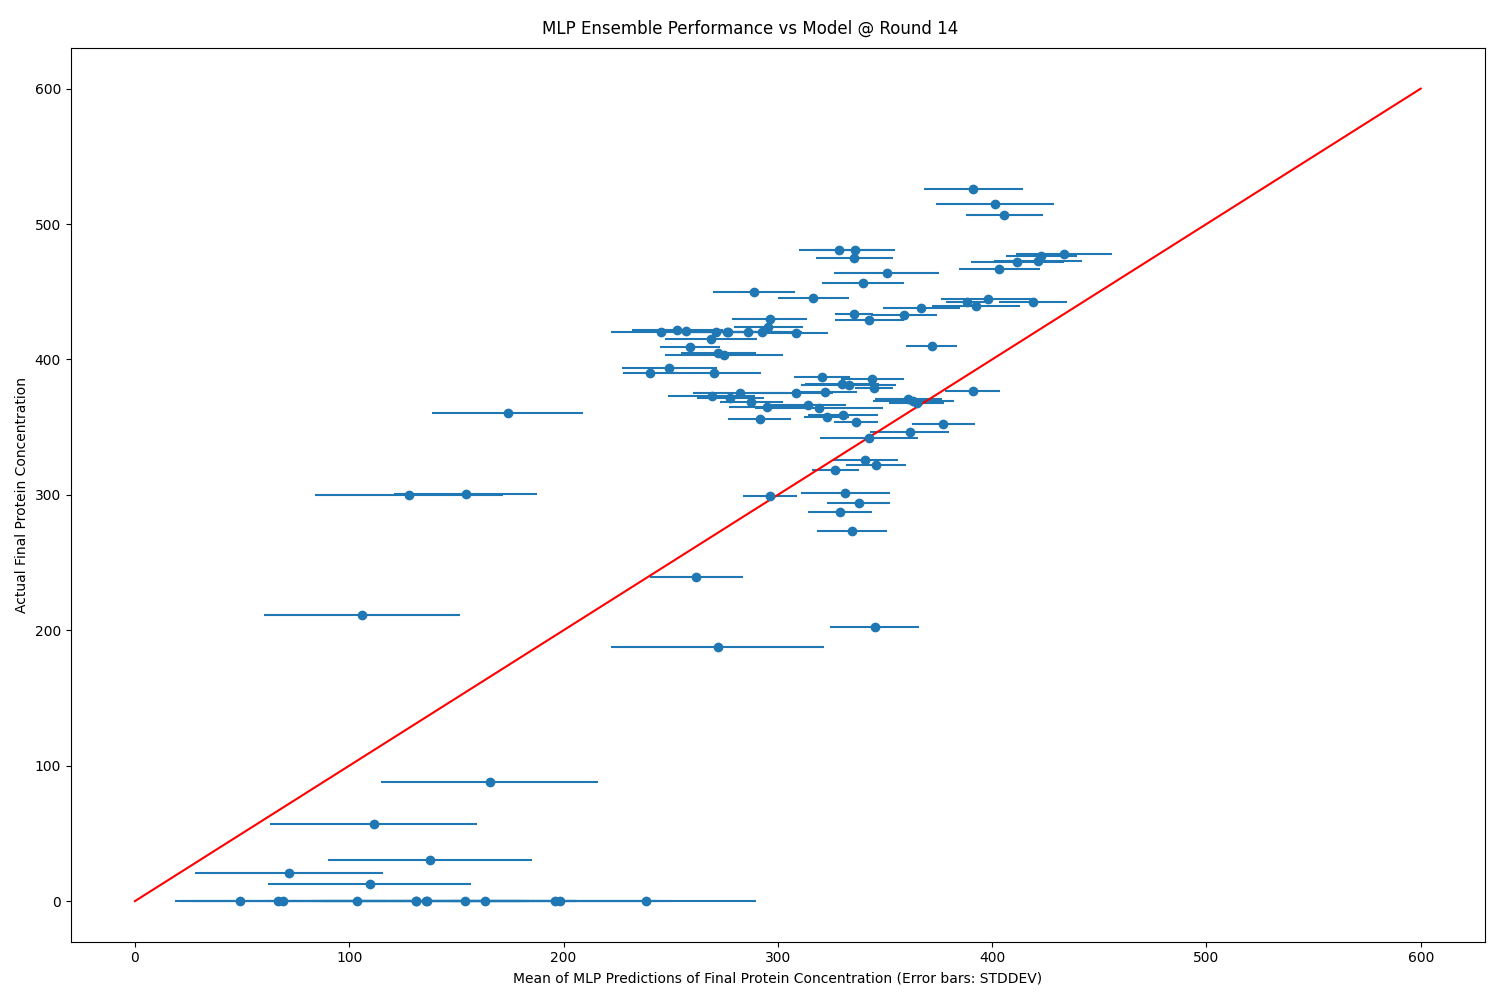 MLP Ensemble Performance vs Model @ Round 14
600
500
400
300
200
100
0
Actual Final Protein Concentration
0 100 200 300 400 500 600
Mean of MLP Predictions of Final Protein Concentration (Error bars: STDDEV)